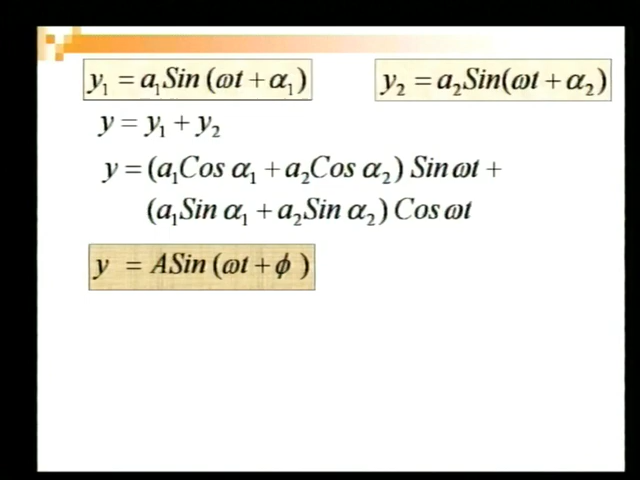 y₁ = a₁Sin (ωt + α₁) y₂ = a₂Sin(ωt + α₂)
y = y₁ + y₂
y = (a₁Cos α₁ + a₂Cos α₂) Sin ωt +
(a₁Sin α₁ + a₂Sin α₂) Cos ωt
y = ASin (ωt + ϕ )